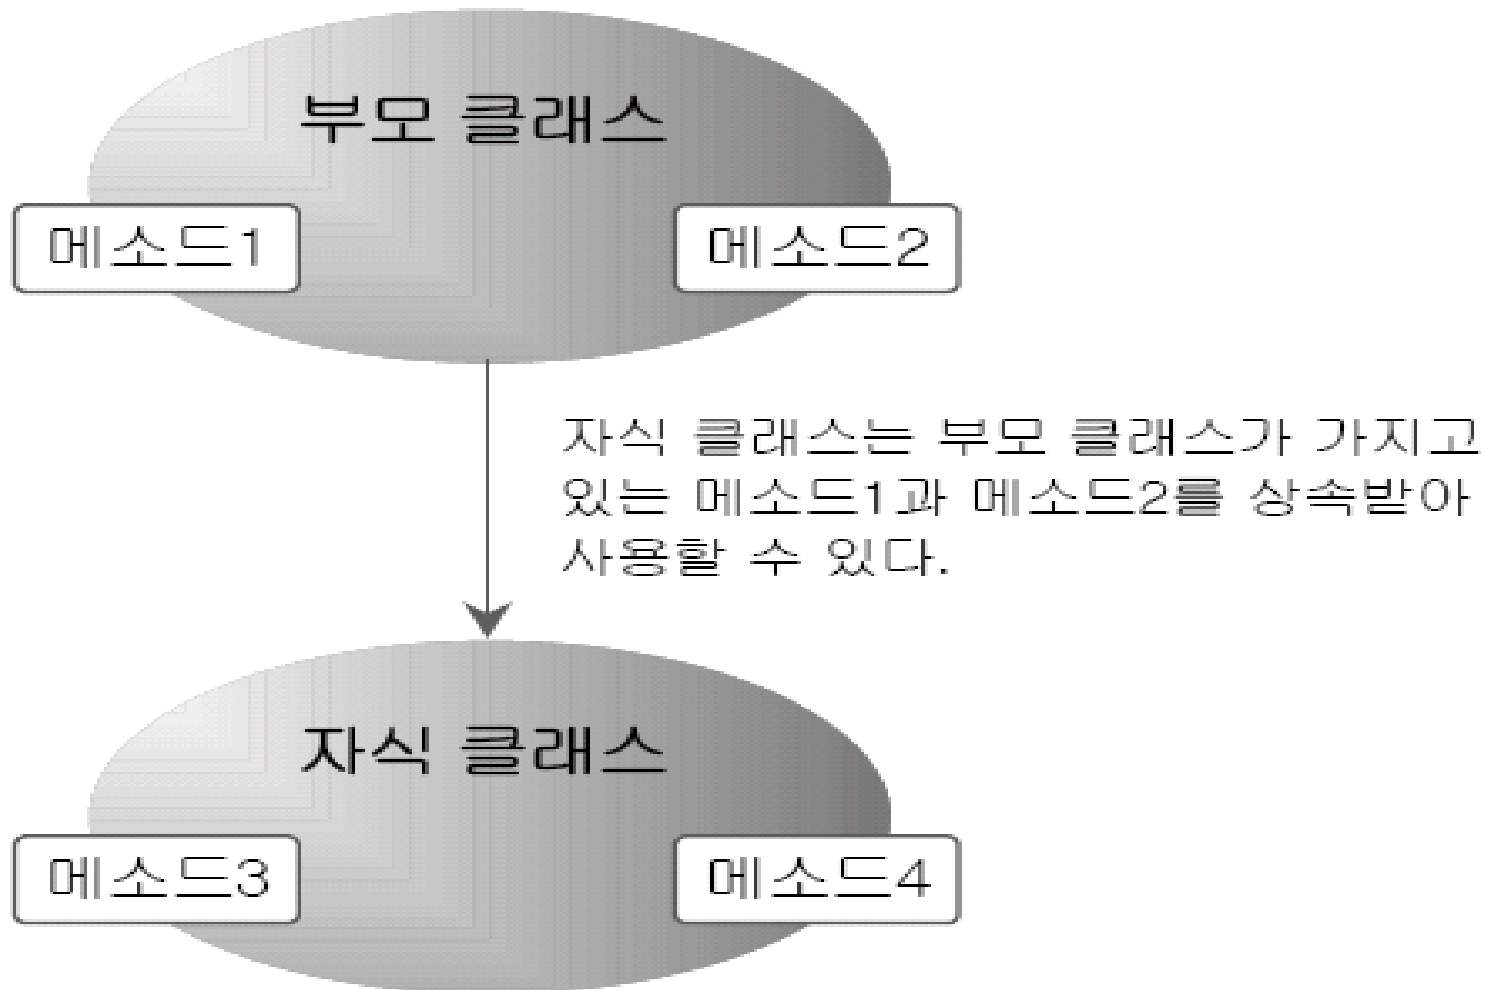 부모 클래스
메소드1
메소드2
자식 클래스는 부모 클래스가 가지고
있는 메소드1과 메소드2를 상속받아
사용할 수 있다.
자식 클래스
메소드3
메소드4